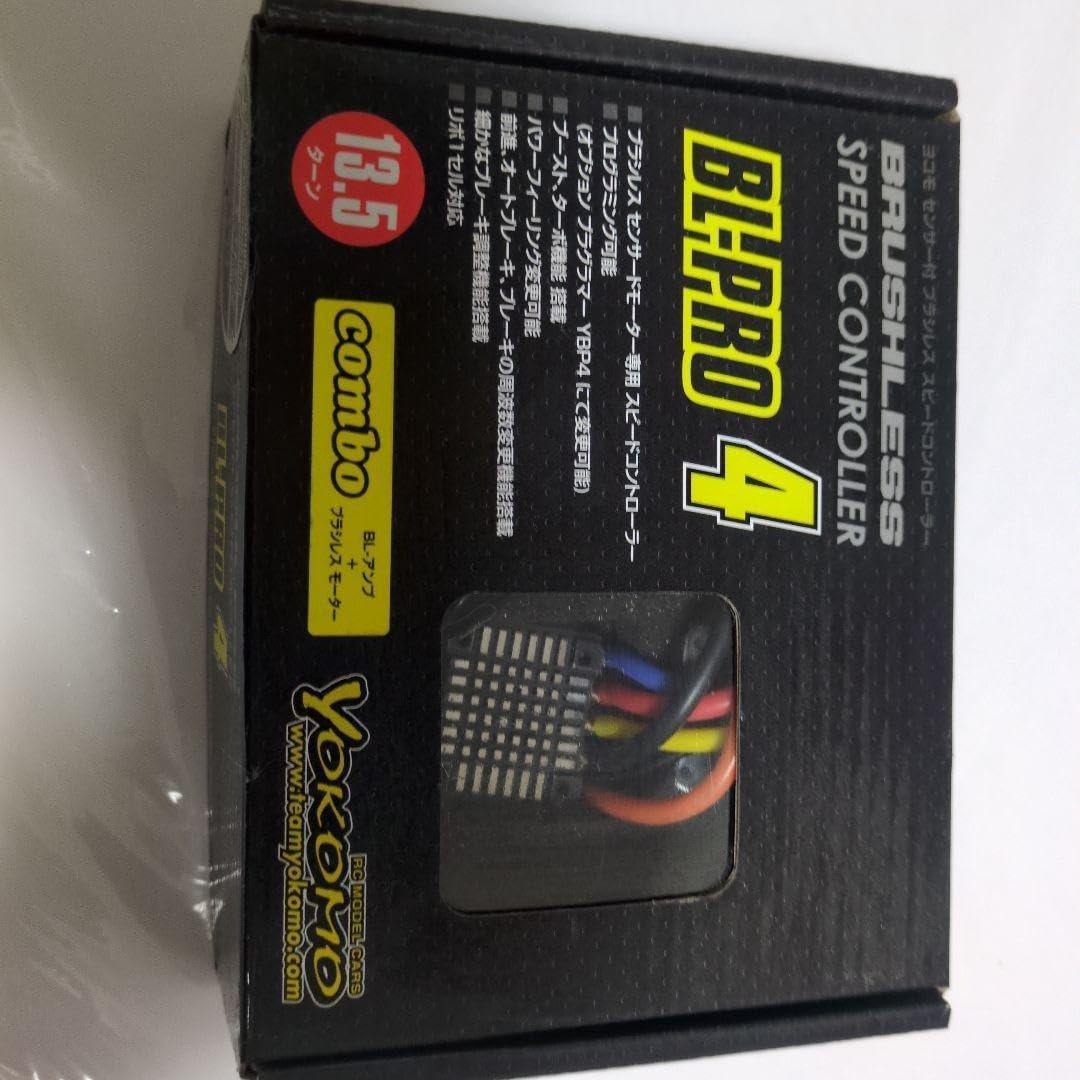 ヨコモ センサー付 ブラシレス スピードコントローラー
BRUSHLESS
SPEED CONTROLLER
BL-PRO 4
ブラシレス センサードモーター専用 スピードコントローラー
プログラミング可能
(オプション プラグラマー YBP4 にて変更可能)
ブースト、ターボ機能 搭載
パワーフィーリング変更可能
前進、オートブレーキ、ブレーキの周波数変更機能搭載
細かなブレーキ調整機能搭載
リポ1セル対応
13.5
ターン
combo
BL-アンプ
+
ブラシレス モーター
YOKOMO
RC MODEL CARS
www.teamyokomo.com